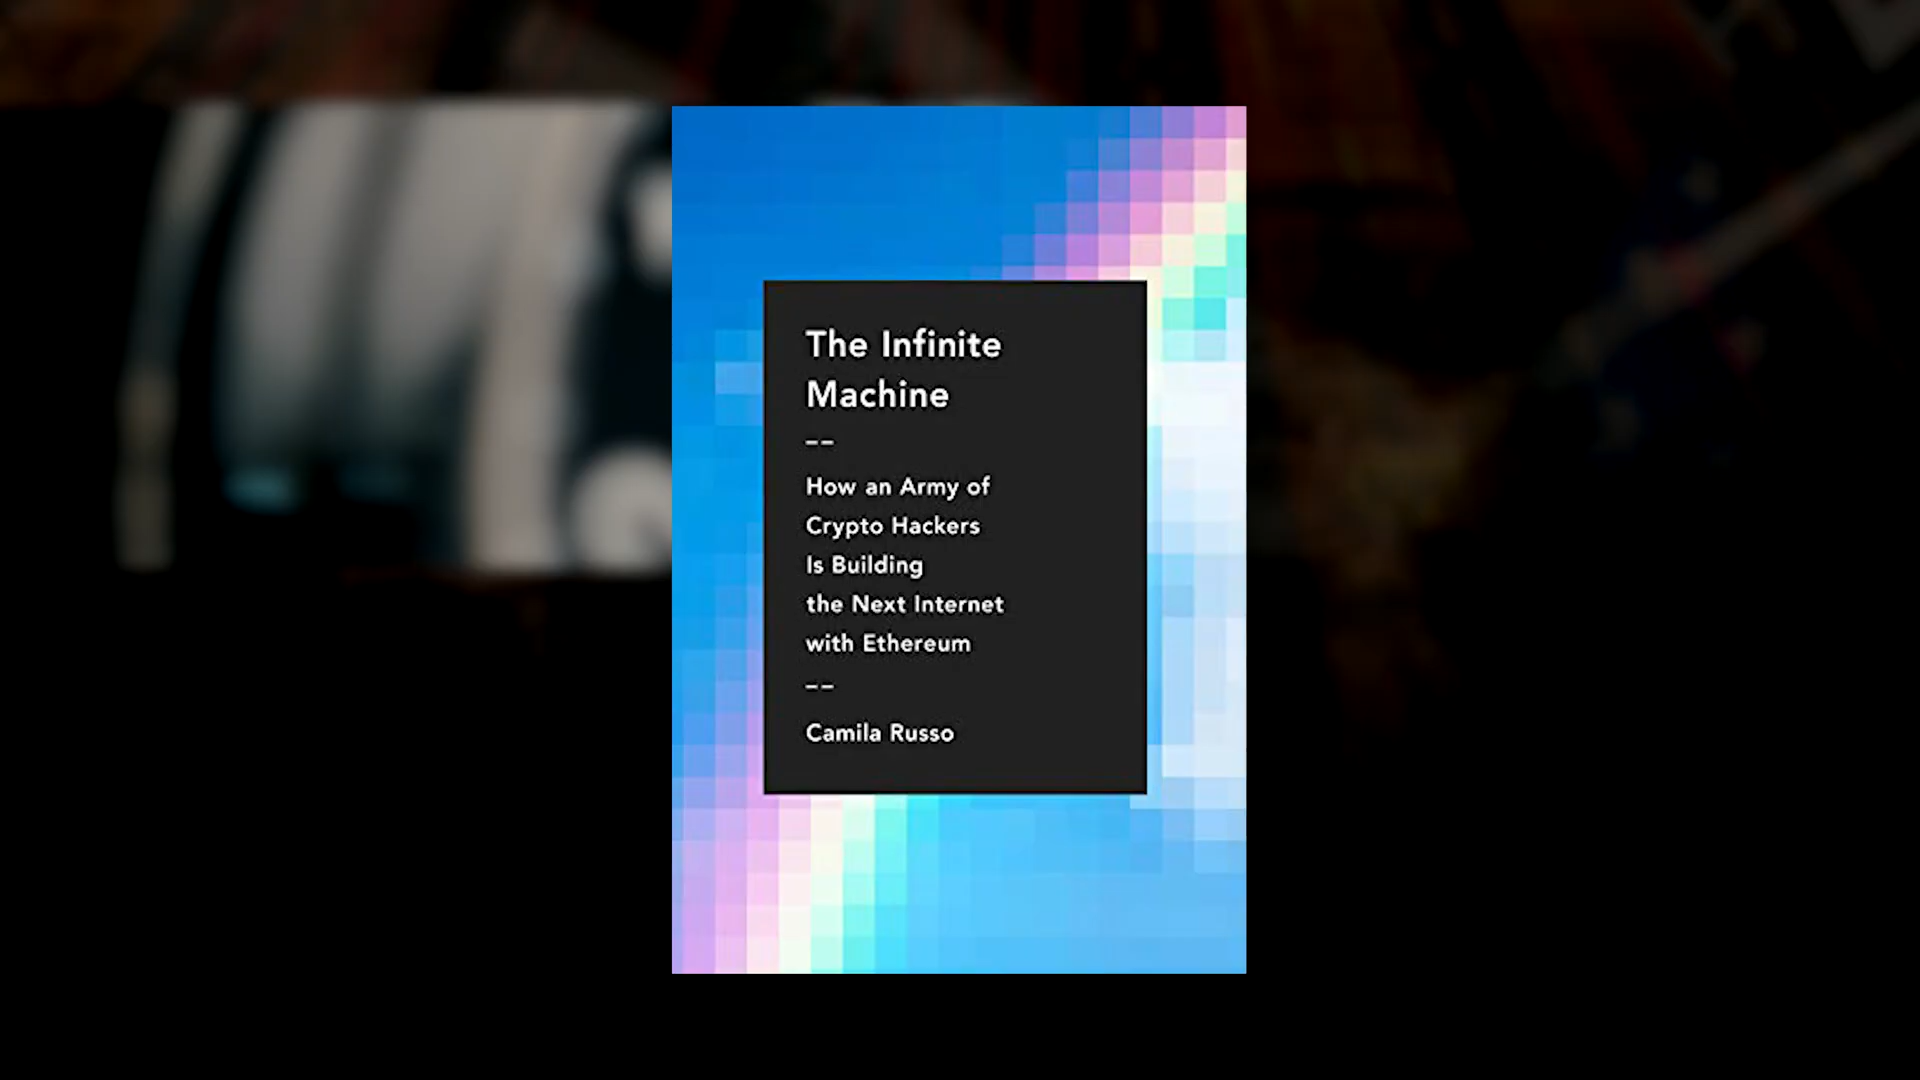 The Infinite
Machine
––
How an Army of
Crypto Hackers
Is Building
the Next Internet
with Ethereum
––
Camila Russo